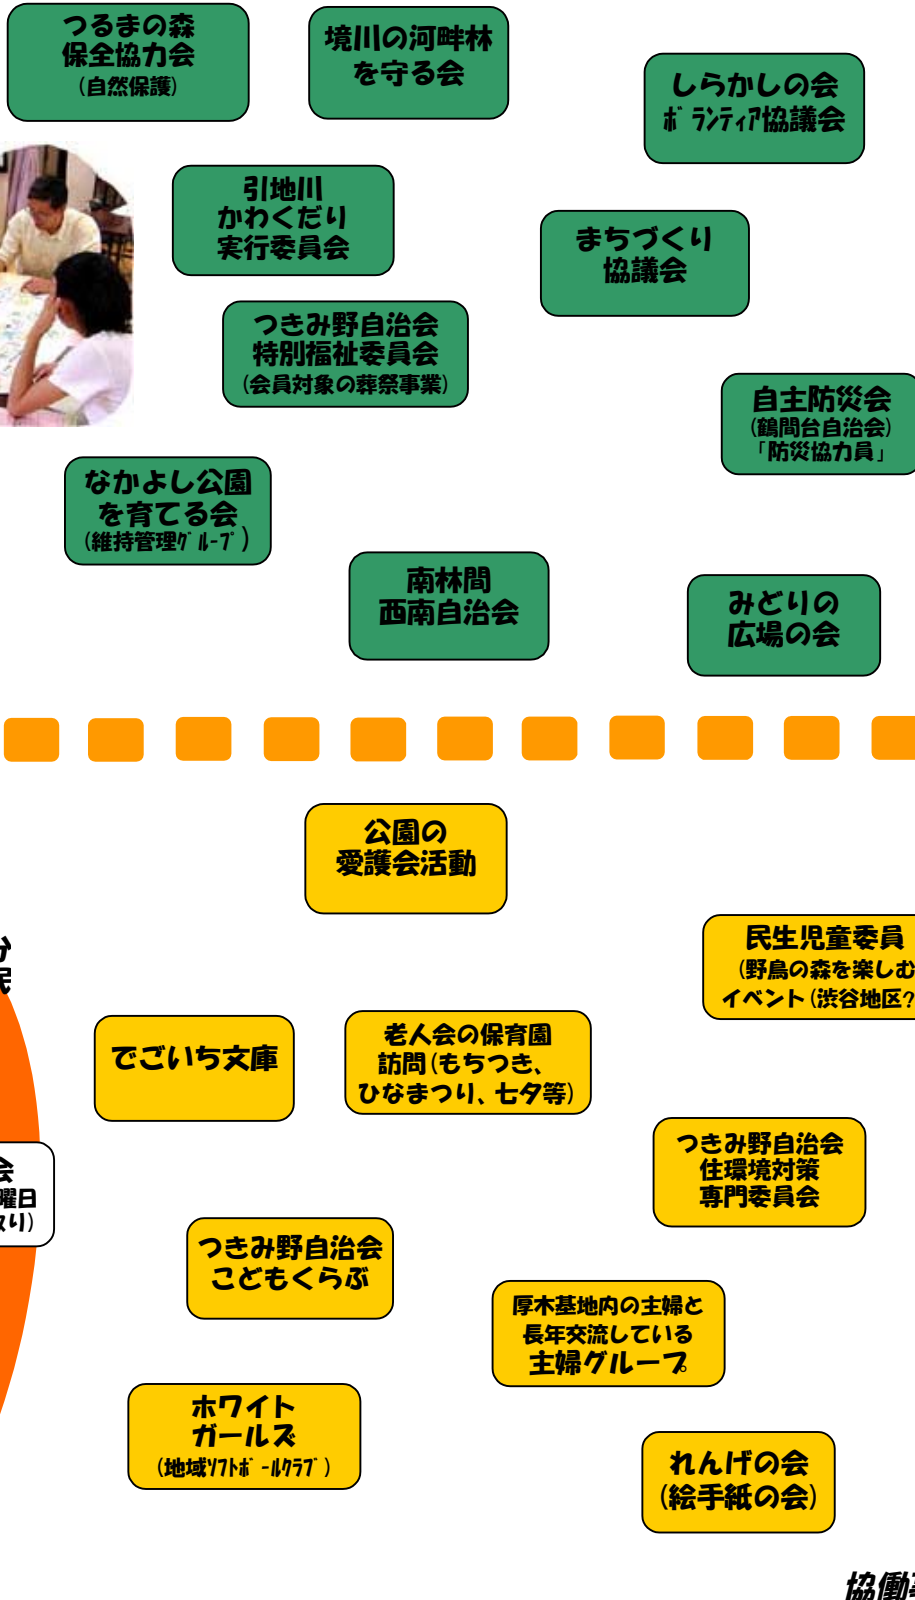 つるまの森
保全協力会
(自然保護)
境川の河畔林
を守る会
しらかしの会
ボランティア協議会
引地川
かわくだり
実行委員会
まちづくり
協議会
つきみ野自治会
特別福祉委員会
(会員対象の葬祭事業)
自主防災会
(鶴間台自治会)
「防災協力員」
なかよし公園
を育てる会
(維持管理グループ)
南林間
西南自治会
みどりの
広場の会
公園の
愛護会活動
民生児童委員
(野鳥の森を楽しむ
イベント(渋谷地区?
でごいち文庫
老人会の保育園
訪問(もちつき、
ひなまつり、七夕等)
つきみ野自治会
住環境対策
専門委員会
会
曜日
り)
つきみ野自治会
こどもくらぶ
厚木基地内の主婦と
長年交流している
主婦グループ
ホワイト
ガールズ
(地域ソフトボールクラブ)
れんげの会
(絵手紙の会)
協働